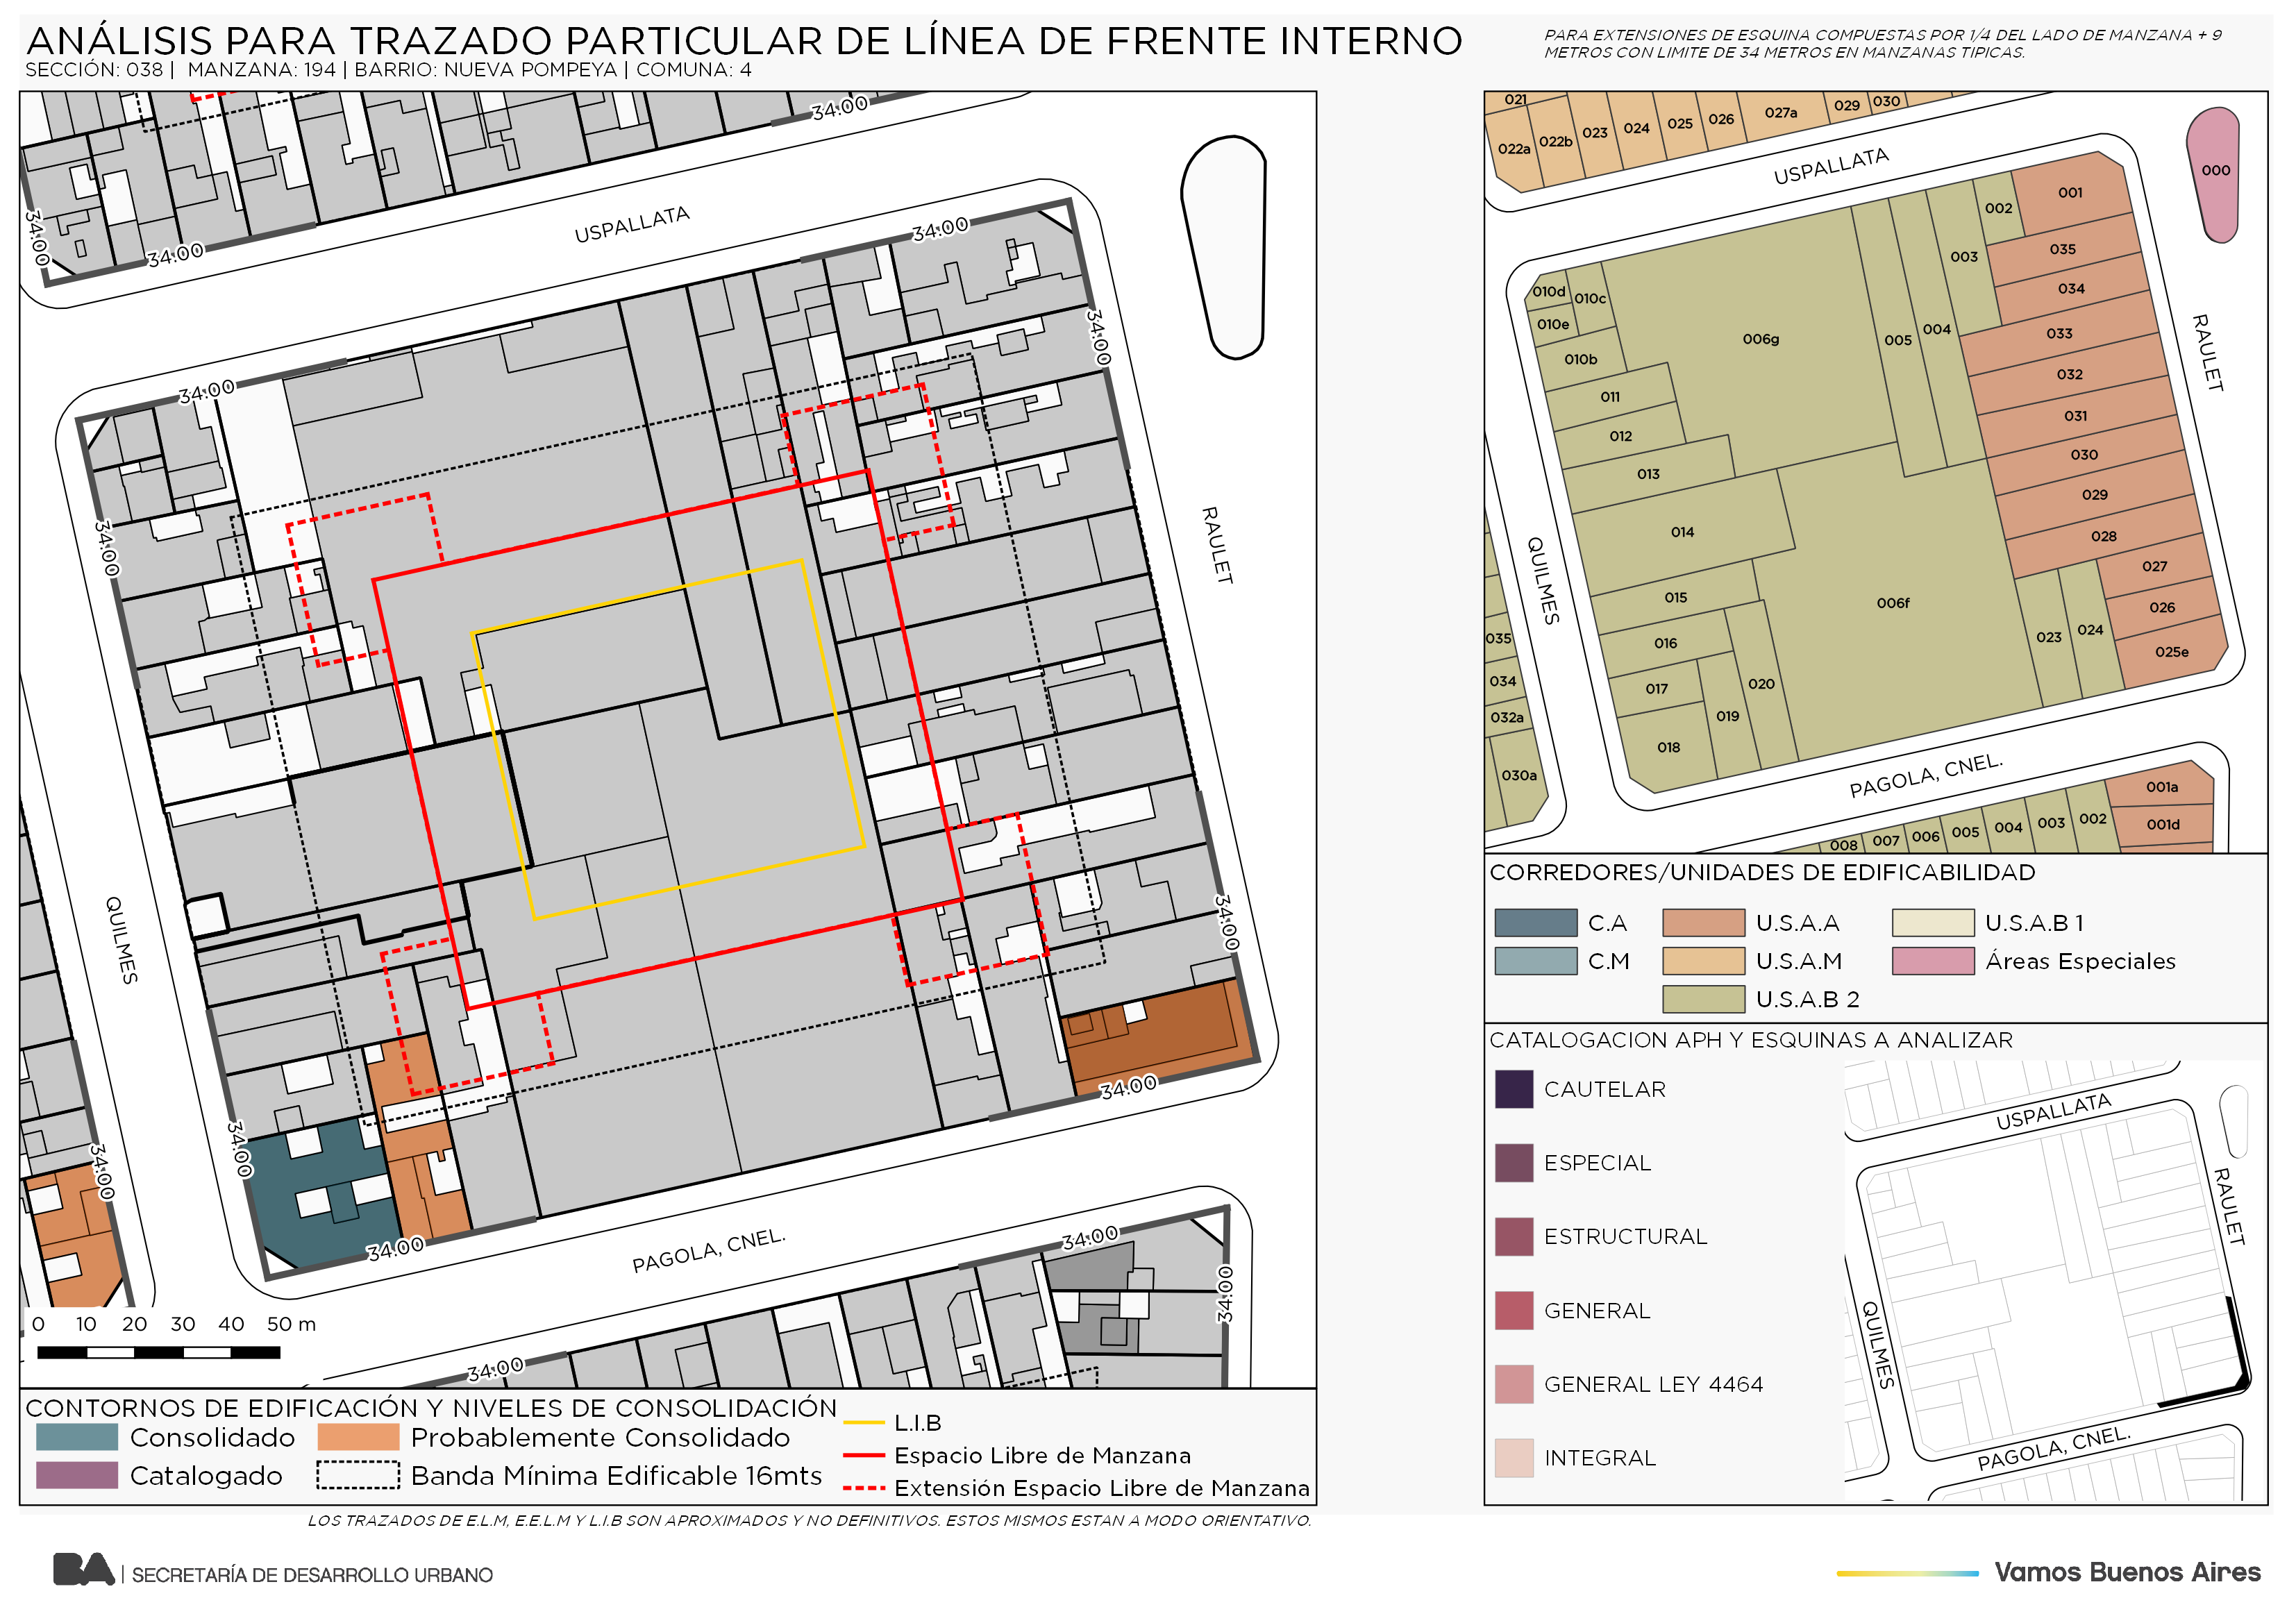 ANÁLISIS PARA TRAZADO PARTICULAR DE LÍNEA DE FRENTE INTERNO
SECCIÓN: 038 | MANZANA: 194 | BARRIO: NUEVA POMPEYA | COMUNA: 4
PARA EXTENSIONES DE ESQUINA COMPUESTAS POR 1/4 DEL LADO DE MANZANA + 9
METROS CON LIMITE DE 34 METROS EN MANZANAS TIPICAS.
34.00
34.00
34.00
USPALLATA
34.00
34.00
34.00
34.00
RAULET
QUILMES
34.00
34.00
34.00
34.00
34.00
PAGOLA, CNEL.
34.00
34.00
34.00
0 10 20 30 40 50 m
CONTORNOS DE EDIFICACIÓN Y NIVELES DE CONSOLIDACIÓN
Consolidado
Probablemente Consolidado
Catalogado
Banda Mínima Edificable 16mts
L.I.B
Espacio Libre de Manzana
Extensión Espacio Libre de Manzana
LOS TRAZADOS DE E.L.M, E.E.L.M Y L.I.B SON APROXIMADOS Y NO DEFINITIVOS. ESTOS MISMOS ESTAN A MODO ORIENTATIVO.
021
022a
022b
023
024
025
026
027a
029
030
000
USPALLATA
001
002
003
035
034
033
004
005
006g
010d
010c
010e
010b
011
012
013
014
015
016
017
018
019
020
006f
032
031
030
029
028
027
026
025e
024
023
RAULET
QUILMES
035
034
032a
030a
PAGOLA, CNEL.
001a
001d
002
003
004
005
006
007
008
CORREDORES/UNIDADES DE EDIFICABILIDAD
C.A
U.S.A.A
U.S.A.B 1
C.M
U.S.A.M
Áreas Especiales
U.S.A.B 2
CATALOGACION APH Y ESQUINAS A ANALIZAR
CAUTELAR
ESPECIAL
ESTRUCTURAL
GENERAL
GENERAL LEY 4464
INTEGRAL
USPALLATA
RAULET
QUILMES
PAGOLA, CNEL.
BA | SECRETARÍA DE DESARROLLO URBANO
Vamos Buenos Aires